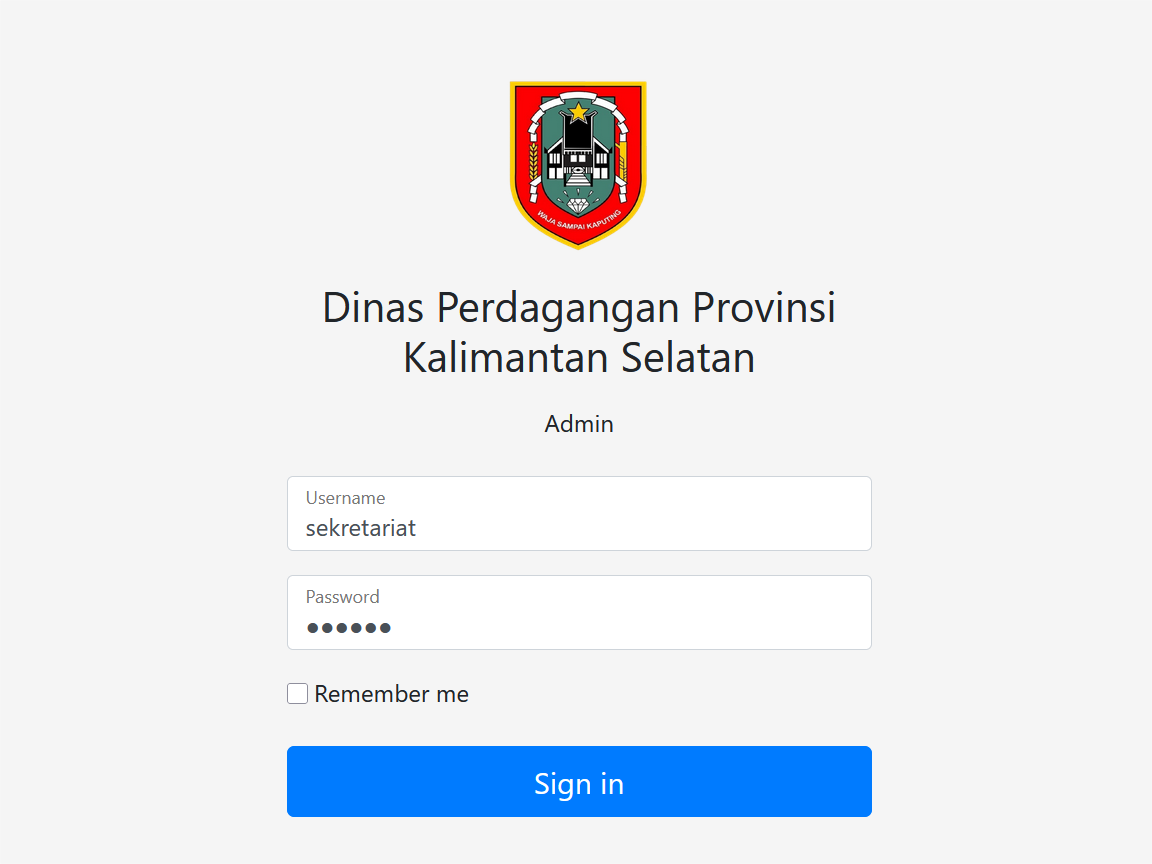 WAJA SAMPAI KAPUTING
Dinas Perdagangan Provinsi
Kalimantan Selatan
Admin
Username
sekretariat
Password
••••••
Remember me
Sign in